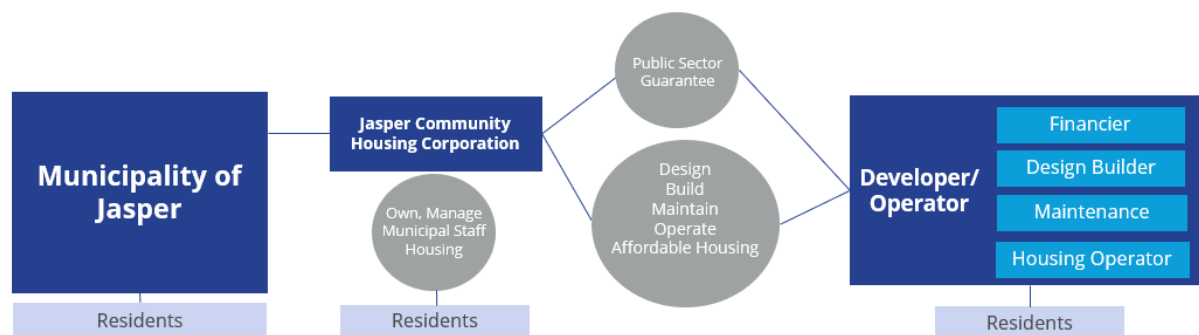 Municipality of
Jasper
Residents
Jasper Community
Housing Corporation
Own, Manage
Municipal Staff
Housing
Residents
Public Sector
Guarantee
Design
Build
Maintain
Operate
Affordable Housing
Developer/
Operator
Financier
Design Builder
Maintenance
Housing Operator
Residents